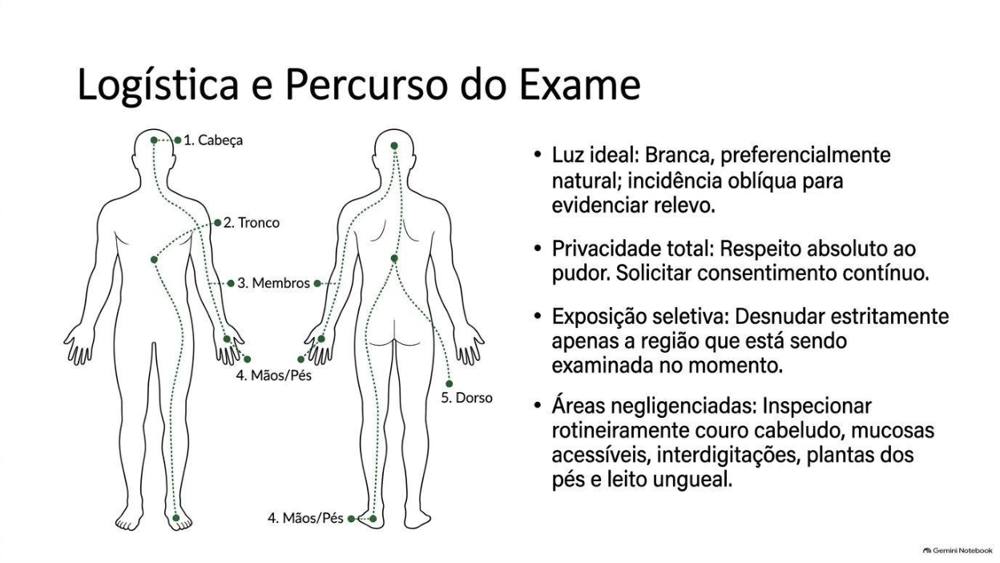 Logística e Percurso do Exame
1. Cabeça
2. Tronco
3. Membros
4. Mãos/Pés
5. Dorso
4. Mãos/Pés
• Luz ideal: Branca, preferencialmente
natural; incidência oblíqua para
evidenciar relevo.
• Privacidade total: Respeito absoluto ao
pudor. Solicitar consentimento contínuo.
• Exposição seletiva: Desnudar estritamente
apenas a região que está sendo
examinada no momento.
• Áreas negligenciadas: Inspecionar
rotineiramente couro cabeludo, mucosas
acessíveis, interdigitações, plantas dos
pés e leito ungueal.
Gemini Notebook